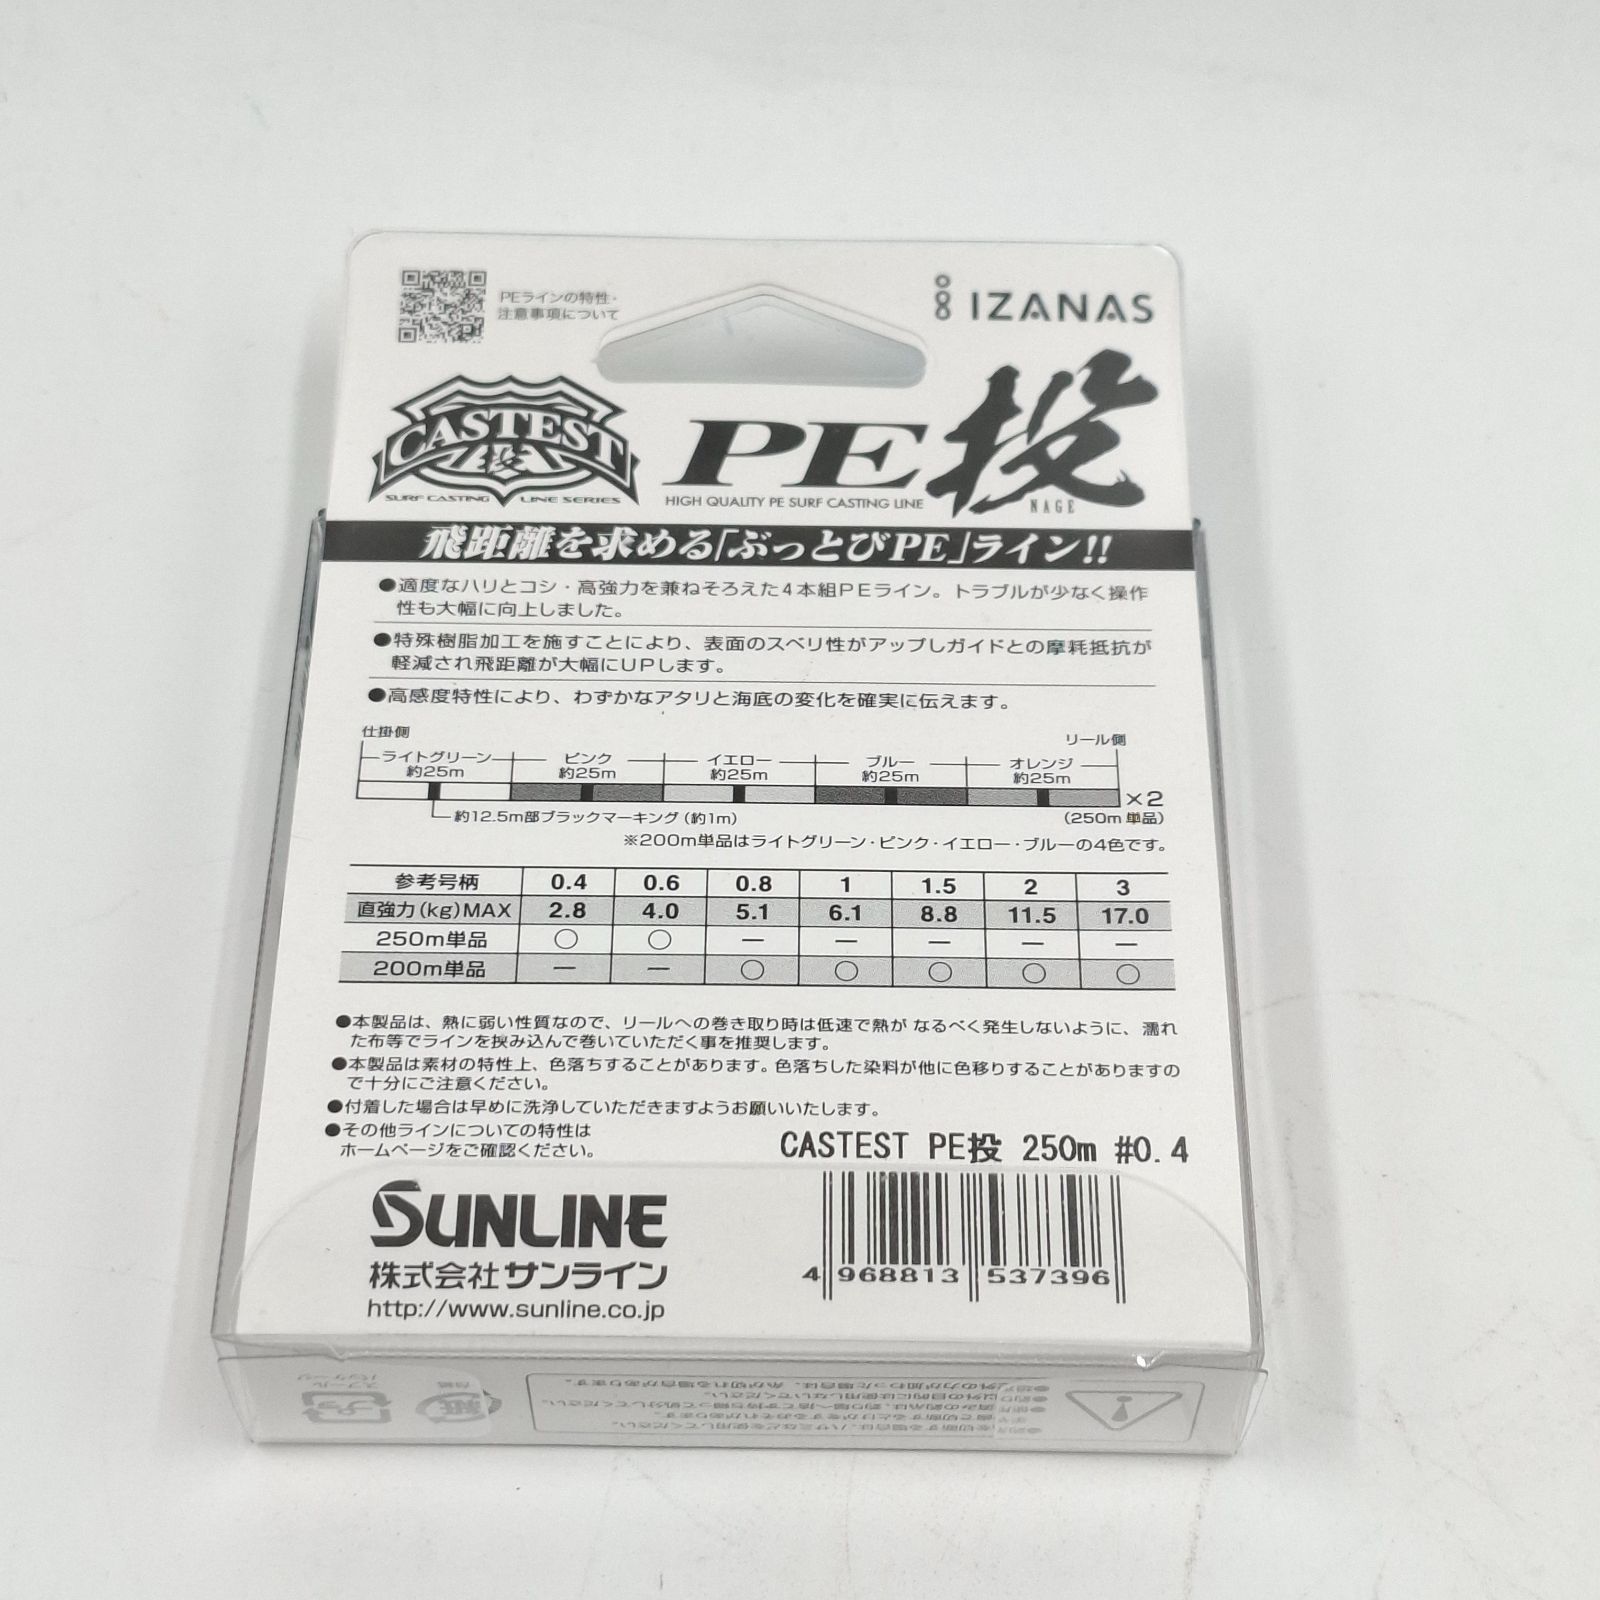 PEラインの特性・
注意事項について
IZANAS
CASTEST
投
SURF CASTING LINE SERIES
PE投
HIGH QUALITY PE SURF CASTING LINE
NAGE
飛距離を求める「ぶっとびPE」ライン!!
●適度なハリとコシ・高強力を兼ねそろえた4本組PEライン。トラブルが少なく操作
性も大幅に向上しました。
●特殊樹脂加工を施すことにより、表面のスベリ性がアップしガイドとの摩耗抵抗が
軽減され飛距離が大幅にUPします。
●高感度特性により、わずかなアタリと海底の変化を確実に伝えます。
仕掛側 リール側
ライトグリーン ピンク イエロー ブルー オレンジ
約25m 約25m 約25m 約25m 約25m
×2
約12.5m部ブラックマーキング(約1m) (250m単品)
※200m単品はライトグリーン・ピンク・イエロー・ブルーの4色です。
参考号柄 0.4 0.6 0.8 1 1.5 2 3
直強力(kg)MAX 2.8 4.0 5.1 6.1 8.8 11.5 17.0
250m単品 ○ ○ ー ー ー ー ー
200m単品 ー ー ○ ○ ○ ○ ○
●本製品は、熱に弱い性質なので、リールへの巻き取り時は低速で熱が なるべく発生しないように、濡れ
た布等でラインを挟み込んで巻いていただく事を推奨します。
●本製品は素材の特性上、色落ちすることがあります。色落ちした染料が他に色移りすることがありますの
で十分にご注意ください。
●付着した場合は早めに洗浄していただきますようお願いいたします。
●その他ラインについての特性は
ホームページをご確認ください。
CASTEST PE投 250m #0.4
SUNLINE
株式会社サンライン
http://www.sunline.co.jp
4 968813 537396
スプール
パッケージ
プラ
紙
台紙